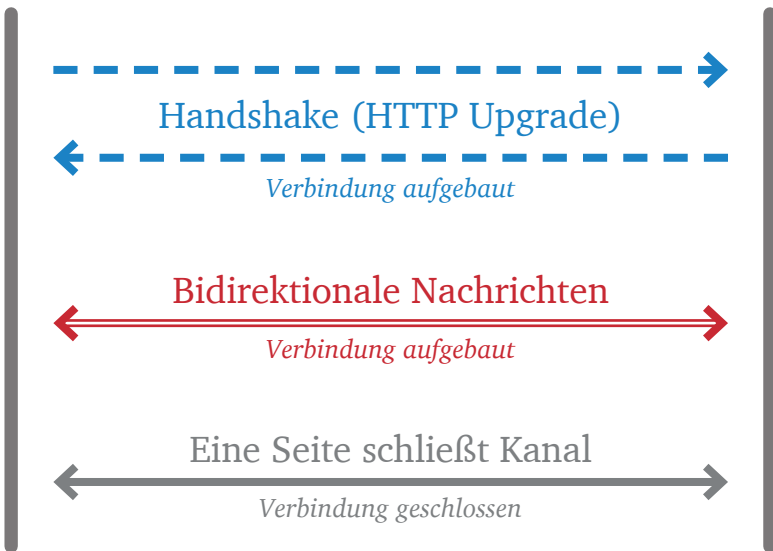 Handshake (HTTP Upgrade)
Verbindung aufgebaut
Bidirektionale Nachrichten
Verbindung aufgebaut
Eine Seite schließt Kanal
Verbindung geschlossen